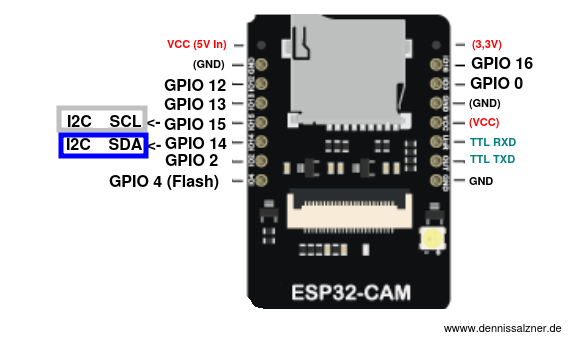 VCC (5V In)
(GND)
GPIO 12
GPIO 13
I2C SCL <- GPIO 15
I2C SDA <- GPIO 14
GPIO 2
GPIO 4 (Flash)
(3,3V)
GPIO 16
GPIO 0
(GND)
(VCC)
TTL RXD
TTL TXD
GND
ESP32-CAM
www.dennissalzner.de